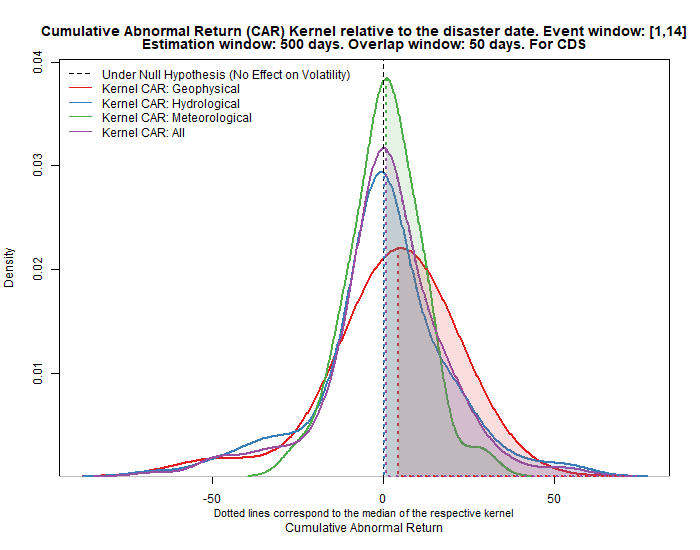 Cumulative Abnormal Return (CAR) Kernel relative to the disaster date. Event window: [1,14]
Estimation window: 500 days. Overlap window: 50 days. For CDS
Under Null Hypothesis (No Effect on Volatility)
Kernel CAR: Geophysical
Kernel CAR: Hydrological
Kernel CAR: Meteorological
Kernel CAR: All
Density
0.04
0.03
0.02
0.01
-50
0
50
Dotted lines correspond to the median of the respective kernel
Cumulative Abnormal Return